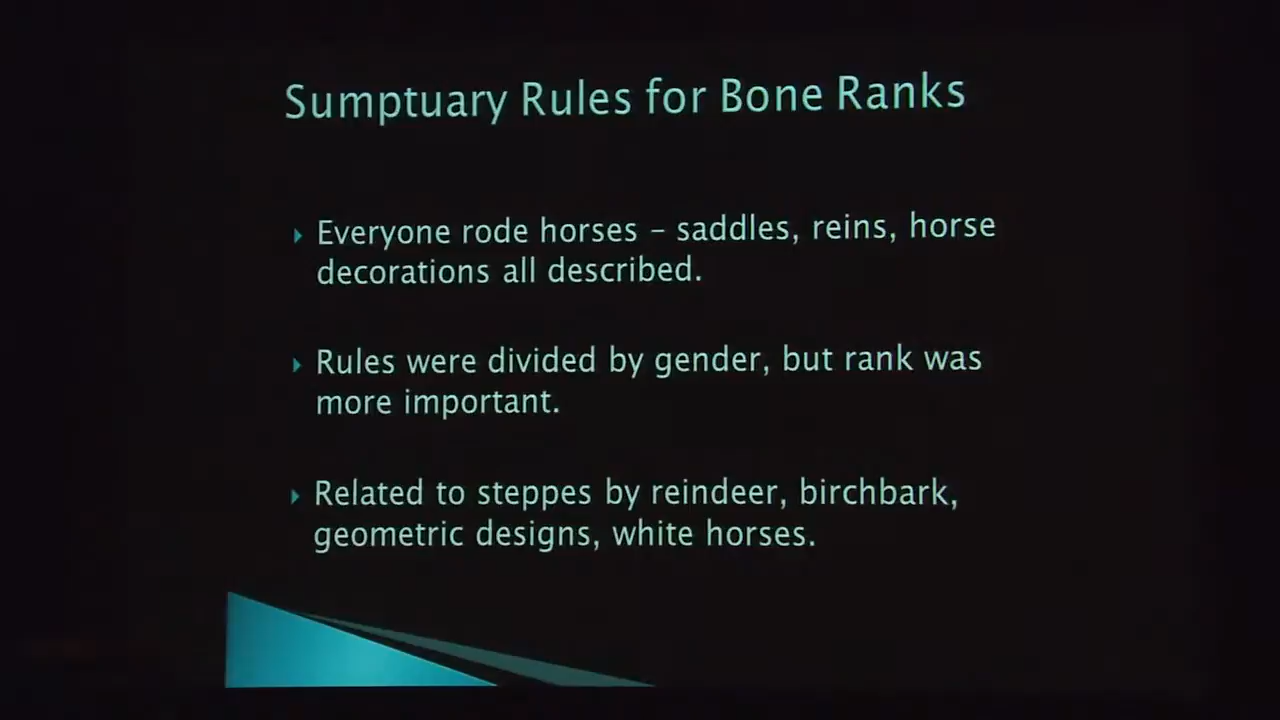 Sumptuary Rules for Bone Ranks
Everyone rode horses – saddles, reins, horse
decorations all described.
Rules were divided by gender, but rank was
more important.
Related to steppes by reindeer, birchbark,
geometric designs, white horses.